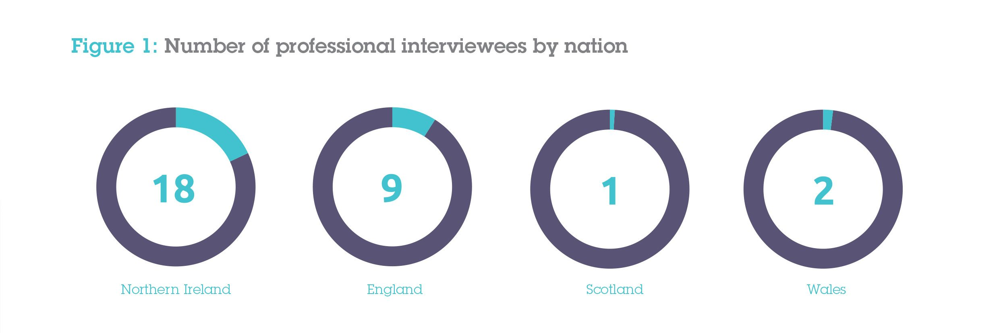 Figure 1: Number of professional interviewees by nation
18
9
1
2
Northern Ireland
England
Scotland
Wales